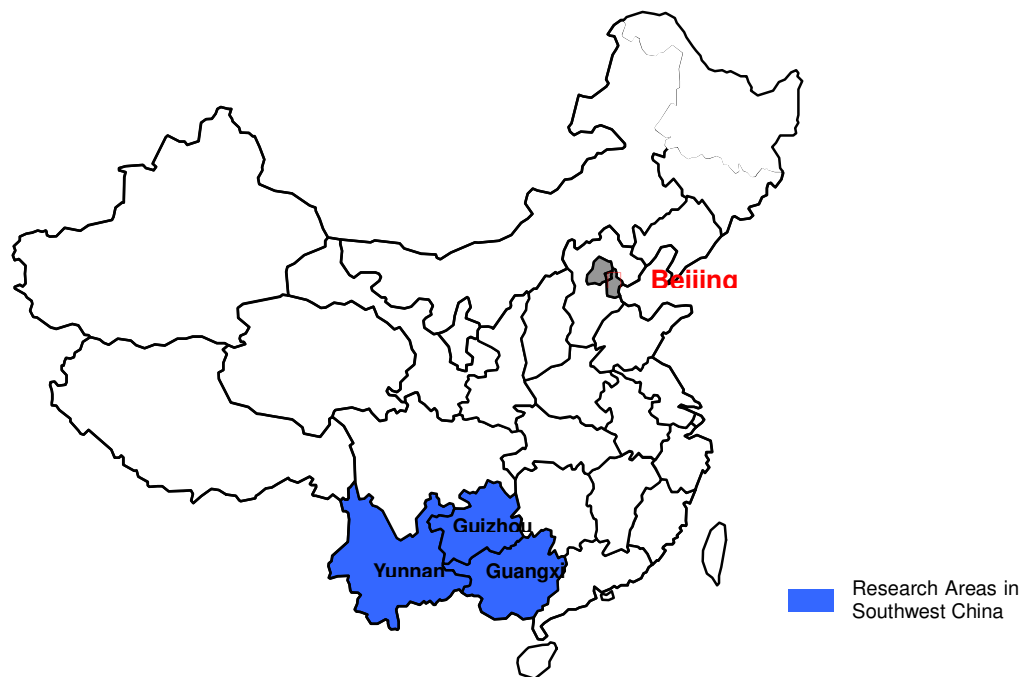 Beijing
Guizhou
Yunnan
Guangxi
Research Areas in
Southwest China